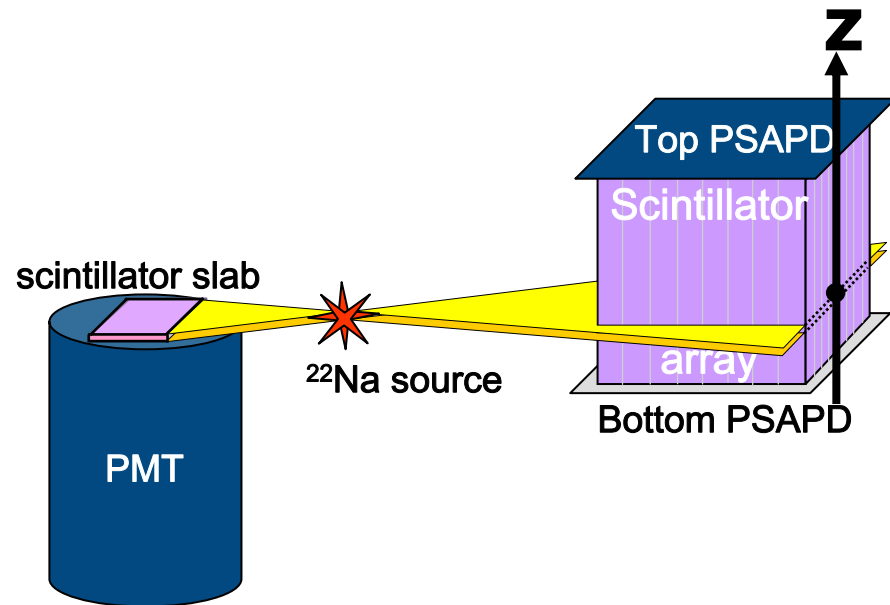 Z
Top PSAPD
Scintillator
scintillator slab
array
²²Na source
Bottom PSAPD
PMT